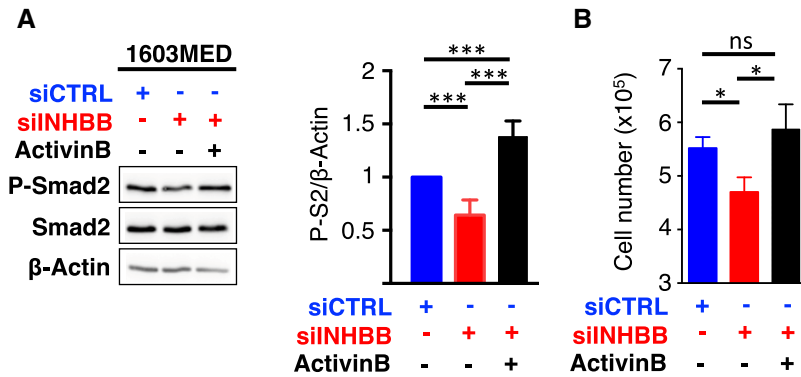 A
1603MED
siCTRL + - -
siINHBB - + +
ActivinB - - +
P-Smad2
Smad2
β-Actin
P-S2/β-Actin
2
1.5
1
0.5
***
***
***
siCTRL + - -
siINHBB - + +
ActivinB - - +
B
Cell number (x10⁵)
7
6
5
4
3
ns
*
*
siCTRL + - -
siINHBB - + +
ActivinB - - +